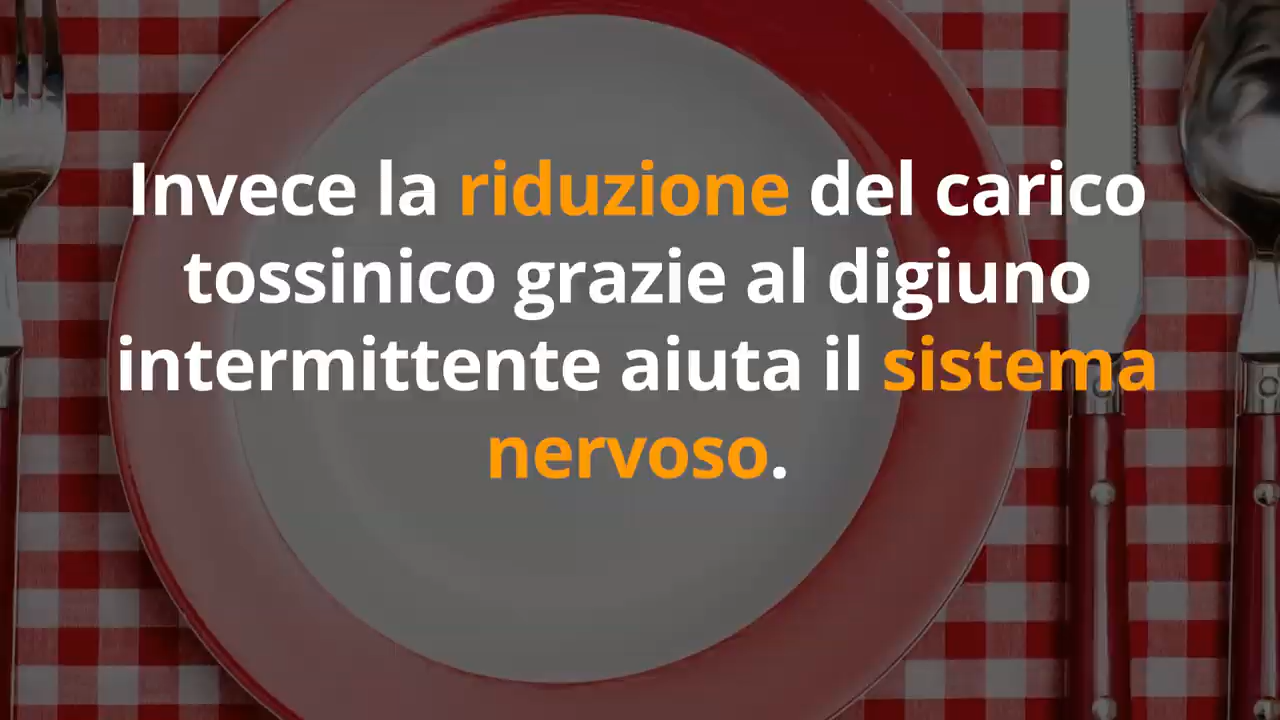 Invece la riduzione del carico
tossinico grazie al digiuno
intermittente aiuta il sistema
nervoso.